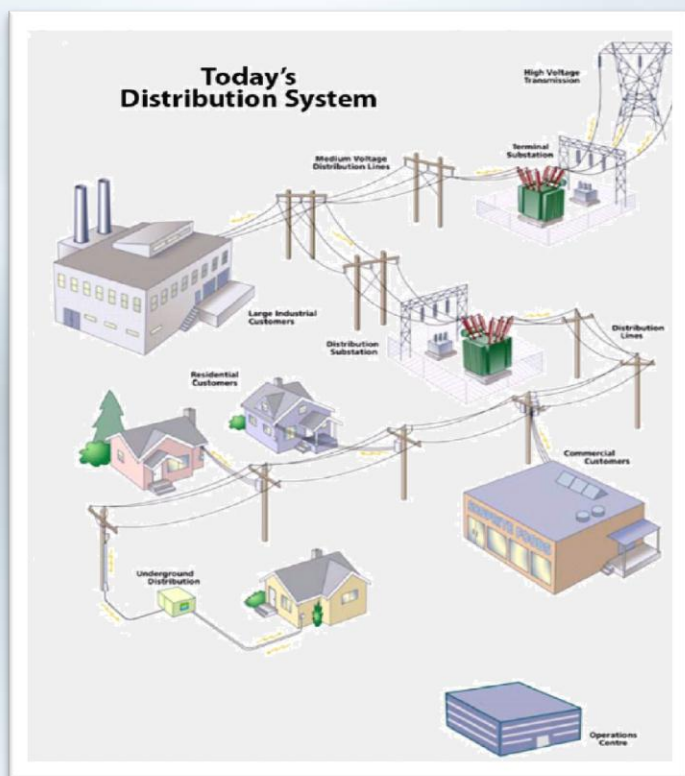 Today's
Distribution System
High Voltage
Transmission
Terminal
Substation
Medium Voltage
Distribution Lines
Large Industrial
Customers
Distribution
Substation
Distribution
Lines
Residential
Customers
Commercial
Customers
Underground
Distribution
Operations
Centre